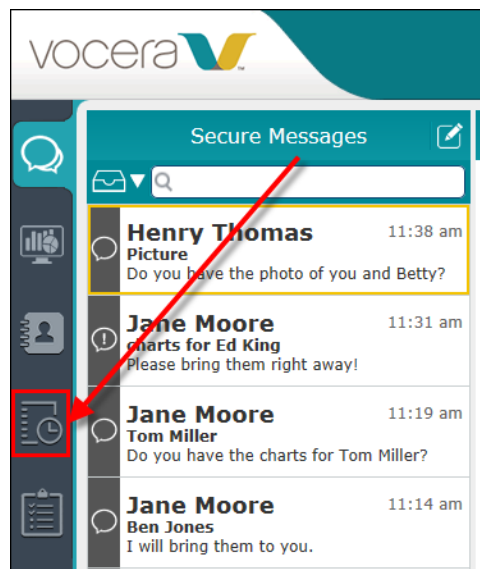 vocera
TM
Secure Messages
Henry Thomas 11:38 am
Picture
Do you have the photo of you and Betty?
Jane Moore 11:31 am
charts for Ed King
Please bring them right away!
Jane Moore 11:19 am
Tom Miller
Do you have the charts for Tom Miller?
Jane Moore 11:14 am
Ben Jones
I will bring them to you.